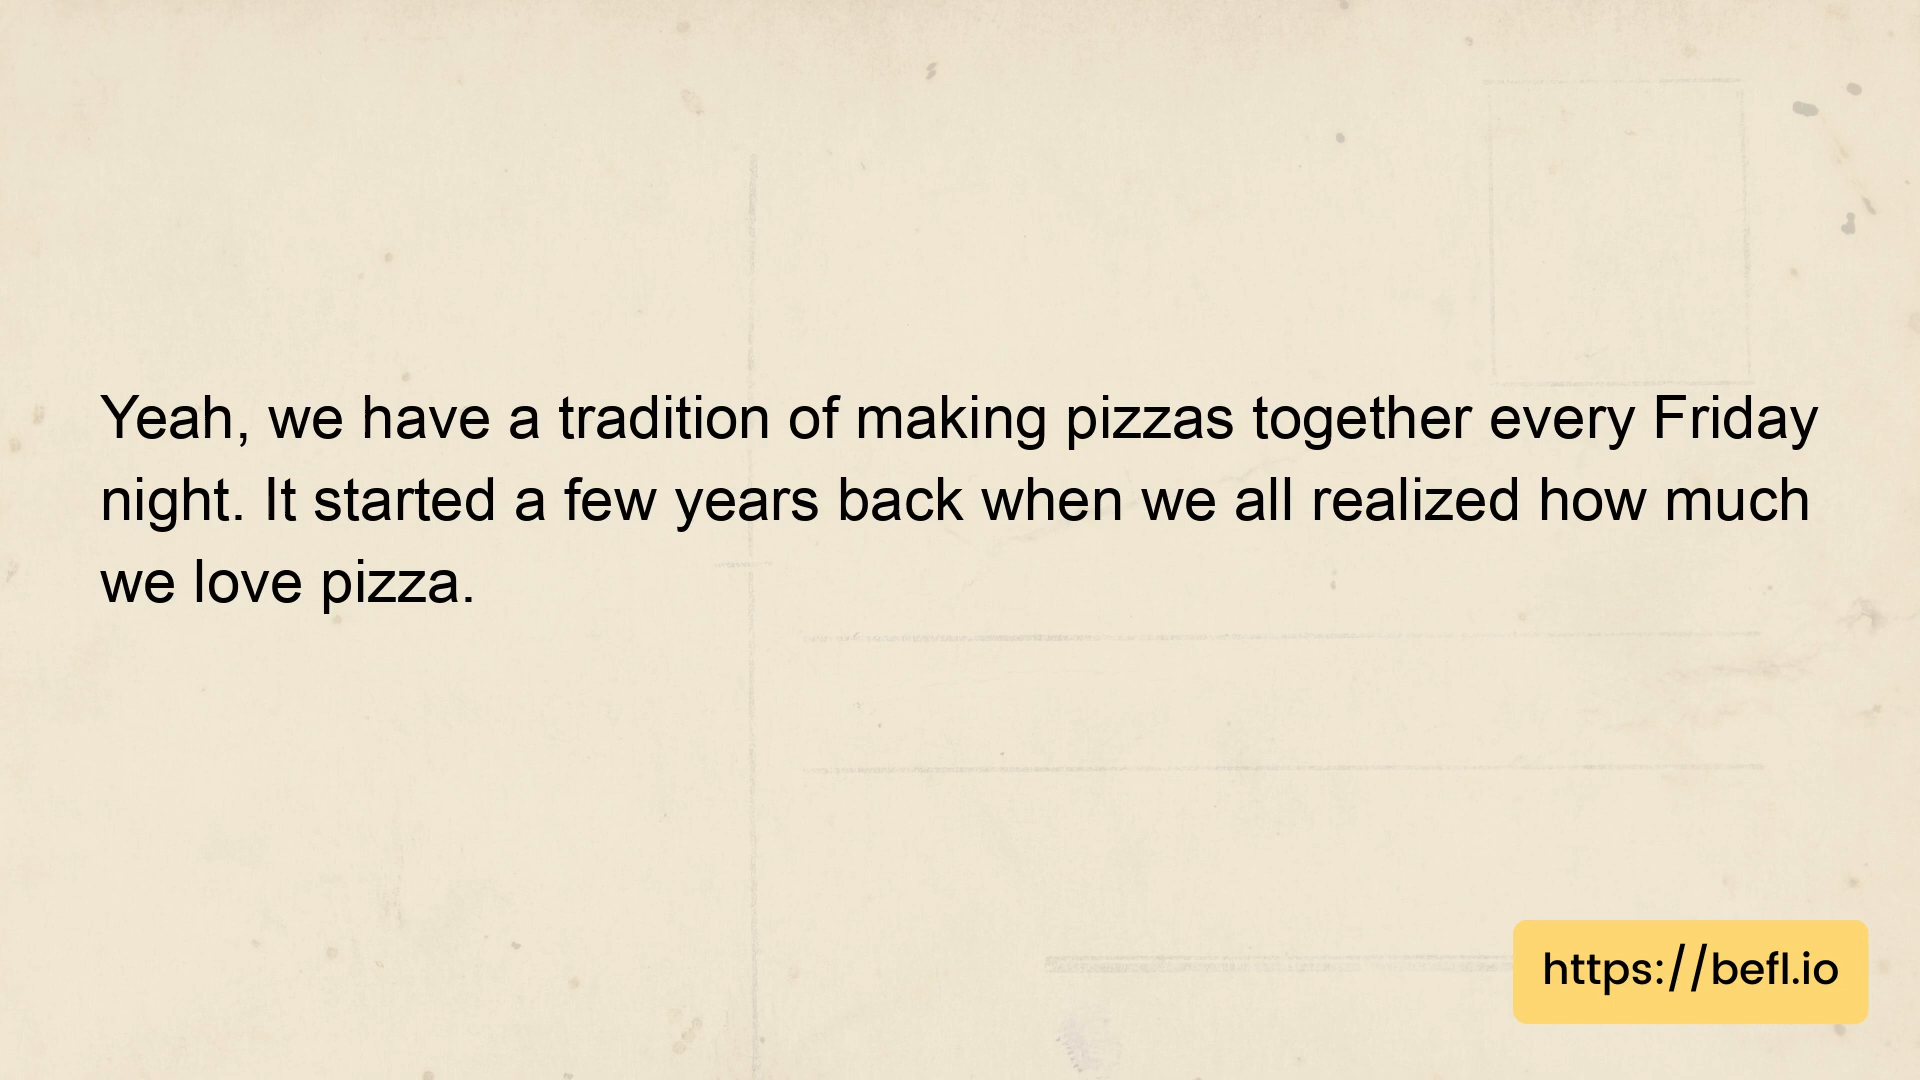 Yeah, we have a tradition of making pizzas together every Friday
night. It started a few years back when we all realized how much
we love pizza.
https://befl.io